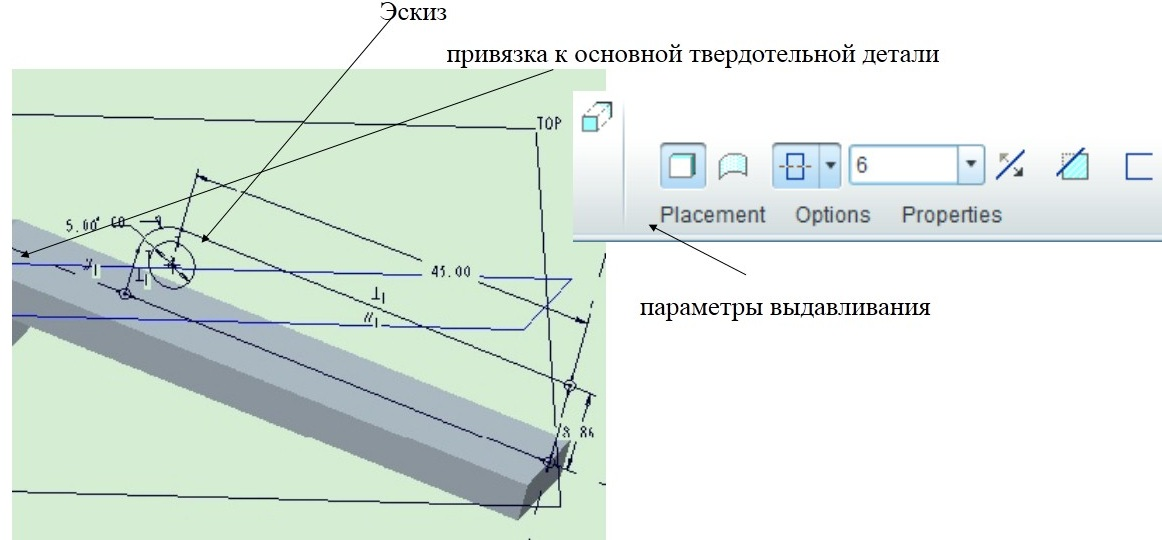 Эскиз
привязка к основной твердотельной детали
TOP
6
5.00
Placement Options Properties
45.00
параметры выдавливания